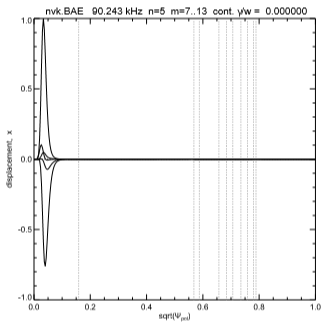 nvk.BAE 90.243 kHz n=5 m=7..13 cont. y/w = 0.000000
1.0
0.5
0.0
-0.5
-1.0
displacement, x
0.0 0.2 0.4 0.6 0.8 1.0
sqrt(Ψpol)